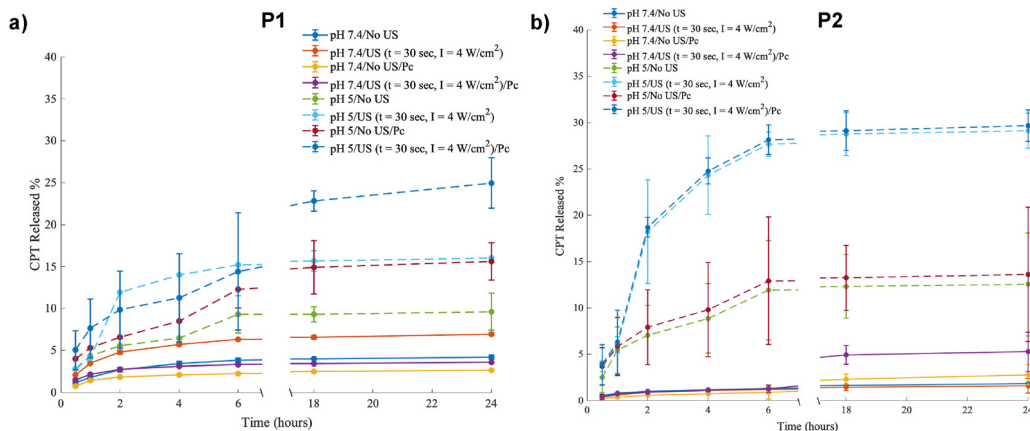 a)
P1
pH 7.4/No US
pH 7.4/US (t = 30 sec, I = 4 W/cm²)
pH 7.4/No US/Pc
pH 7.4/US (t = 30 sec, I = 4 W/cm²)/Pc
pH 5/No US
pH 5/US (t = 30 sec, I = 4 W/cm²)
pH 5/No US/Pc
pH 5/US (t = 30 sec, I = 4 W/cm²)/Pc
CPT Released %
40
35
30
25
20
15
10
5
0
0
2
4
6
18
20
22
24
Time (hours)
b)
P2
pH 7.4/No US
pH 7.4/US (t = 30 sec, I = 4 W/cm²)
pH 7.4/No US/Pc
pH 7.4/US (t = 30 sec, I = 4 W/cm²)/Pc
pH 5/No US
pH 5/US (t = 30 sec, I = 4 W/cm²)
pH 5/No US/Pc
pH 5/US (t = 30 sec, I = 4 W/cm²)/Pc
CPT Released %
40
35
30
25
20
15
10
5
0
0
2
4
6
18
20
22
24
Time (hours)